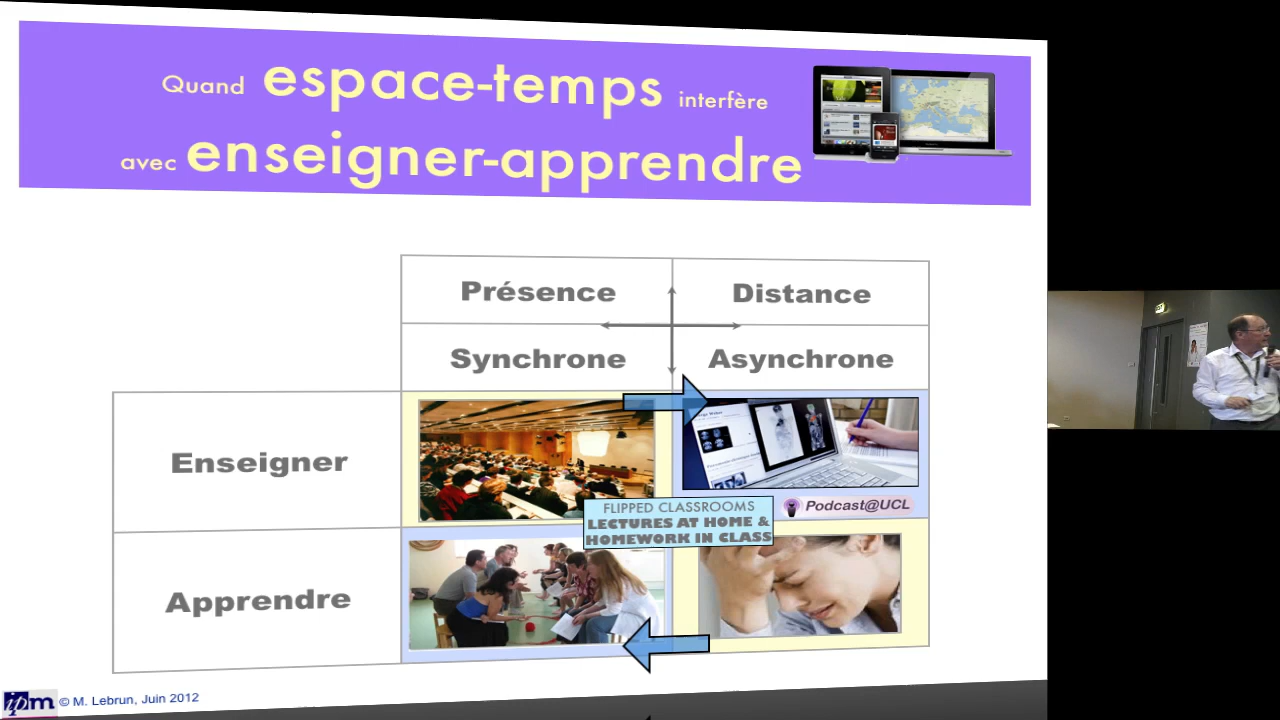 Quand espace-temps interfère
avec enseigner-apprendre
Présence
Distance
Synchrone
Asynchrone
Enseigner
FLIPPED CLASSROOMS
LECTURES AT HOME &
HOMEWORK IN CLASS
Podcast@UCL
Apprendre
ipm © M. Lebrun, Juin 2012